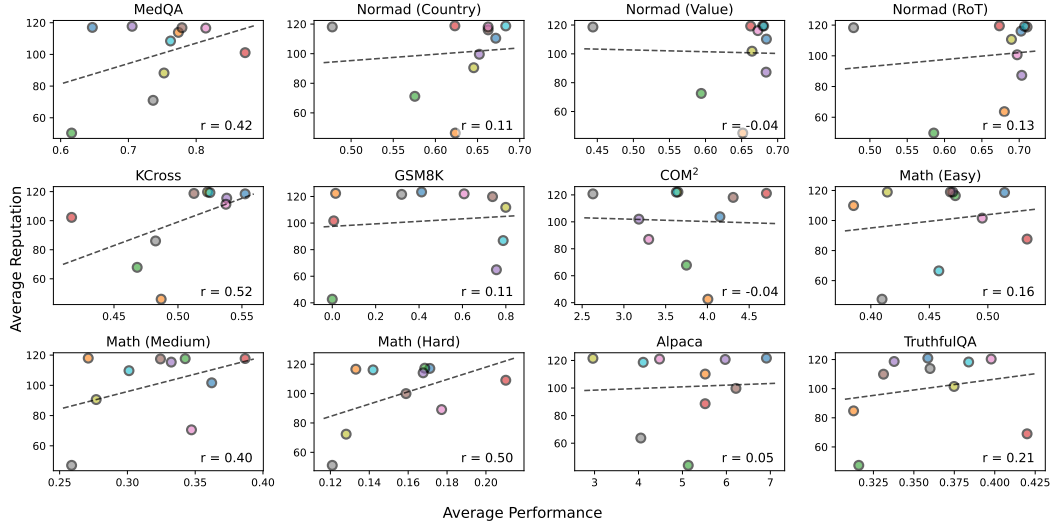 MedQA
120
100
80
60
0.6 0.7 0.8
r = 0.42
Normad (Country)
120
100
80
60
0.50 0.55 0.60 0.65 0.70
r = 0.11
Normad (Value)
120
100
80
60
0.45 0.50 0.55 0.60 0.65 0.70
r = -0.04
Normad (RoT)
120
100
80
60
0.50 0.55 0.60 0.65 0.70
r = 0.13
KCross
120
100
80
60
0.45 0.50 0.55
r = 0.52
GSM8K
120
100
80
60
40
0.0 0.2 0.4 0.6 0.8
r = 0.11
COM²
120
100
80
60
40
2.5 3.0 3.5 4.0 4.5
r = -0.04
Math (Easy)
120
100
80
60
0.40 0.45 0.50
r = 0.16
Math (Medium)
120
100
80
60
0.25 0.30 0.35 0.40
r = 0.40
Math (Hard)
120
100
80
60
0.12 0.14 0.16 0.18 0.20
r = 0.50
Alpaca
120
100
80
60
3 4 5 6 7
r = 0.05
TruthfulQA
120
100
80
60
0.325 0.350 0.375 0.400 0.425
r = 0.21
Average Reputation
Average Performance